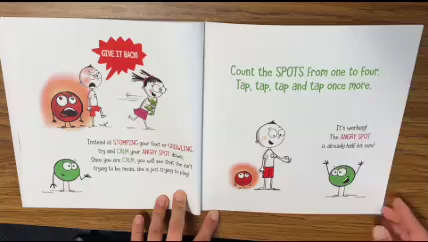 GIVE IT BACK!
Instead of STOMPING your foot or GROWLING,
try and CALM your ANGRY SPOT down.
Once you are CALM, you will see that she isn't
trying to be mean, she is just trying to play!
Count the SPOTS from one to four.
Tap, tap, tap and tap once more.
It's working!
The ANGRY SPOT
is already half his size!